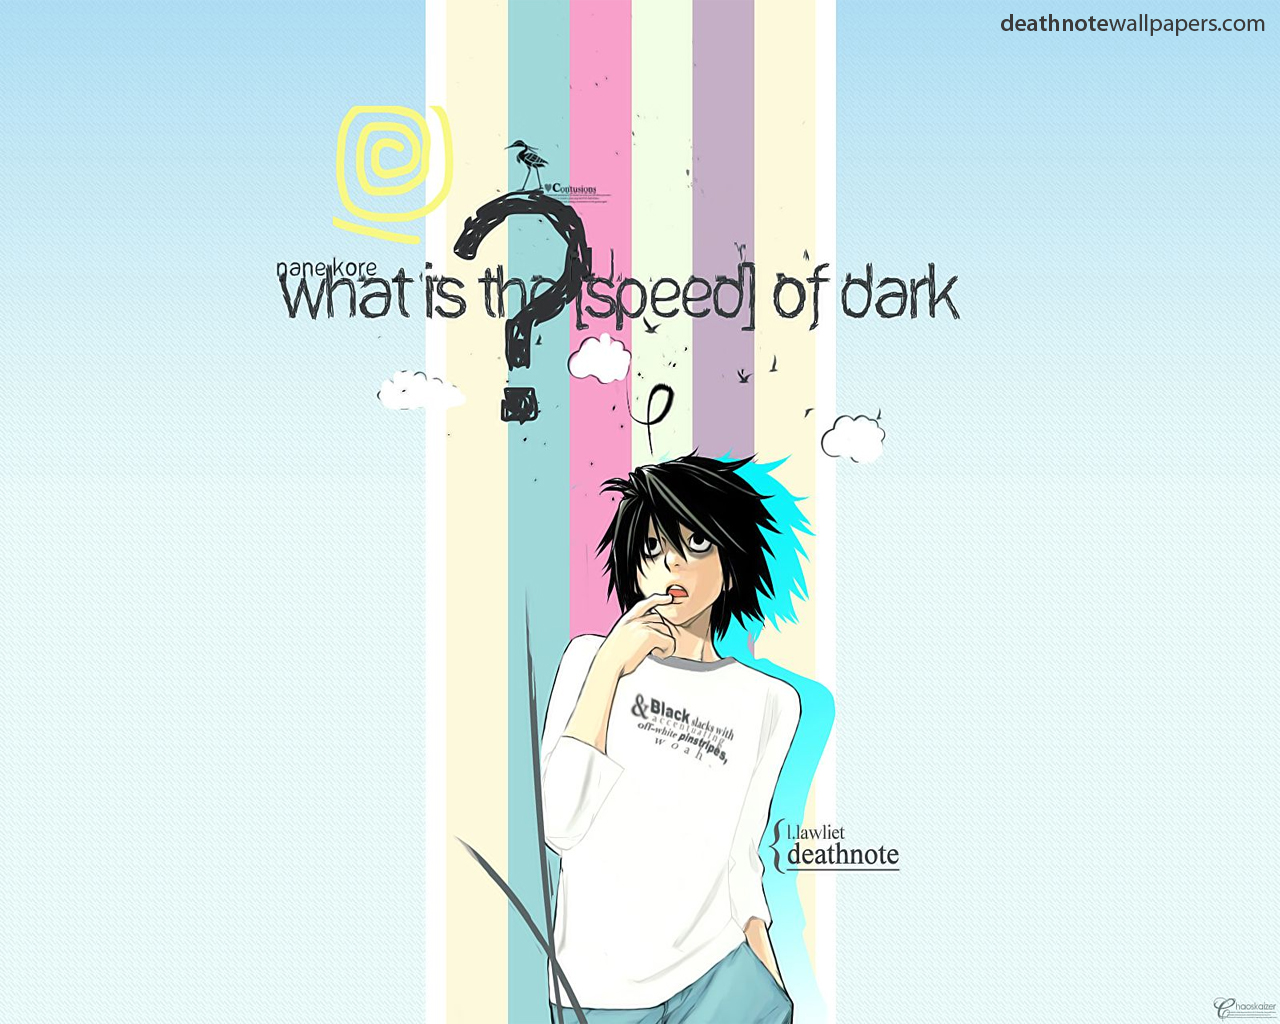 deathnotewallpapers.com
Contusions
nane kore
what is the [speed] of dark
?
& Black slacks with
accentuating
off-white pinstripes,
woah.
{ l.lawliet
deathnote
Chaoskaizer